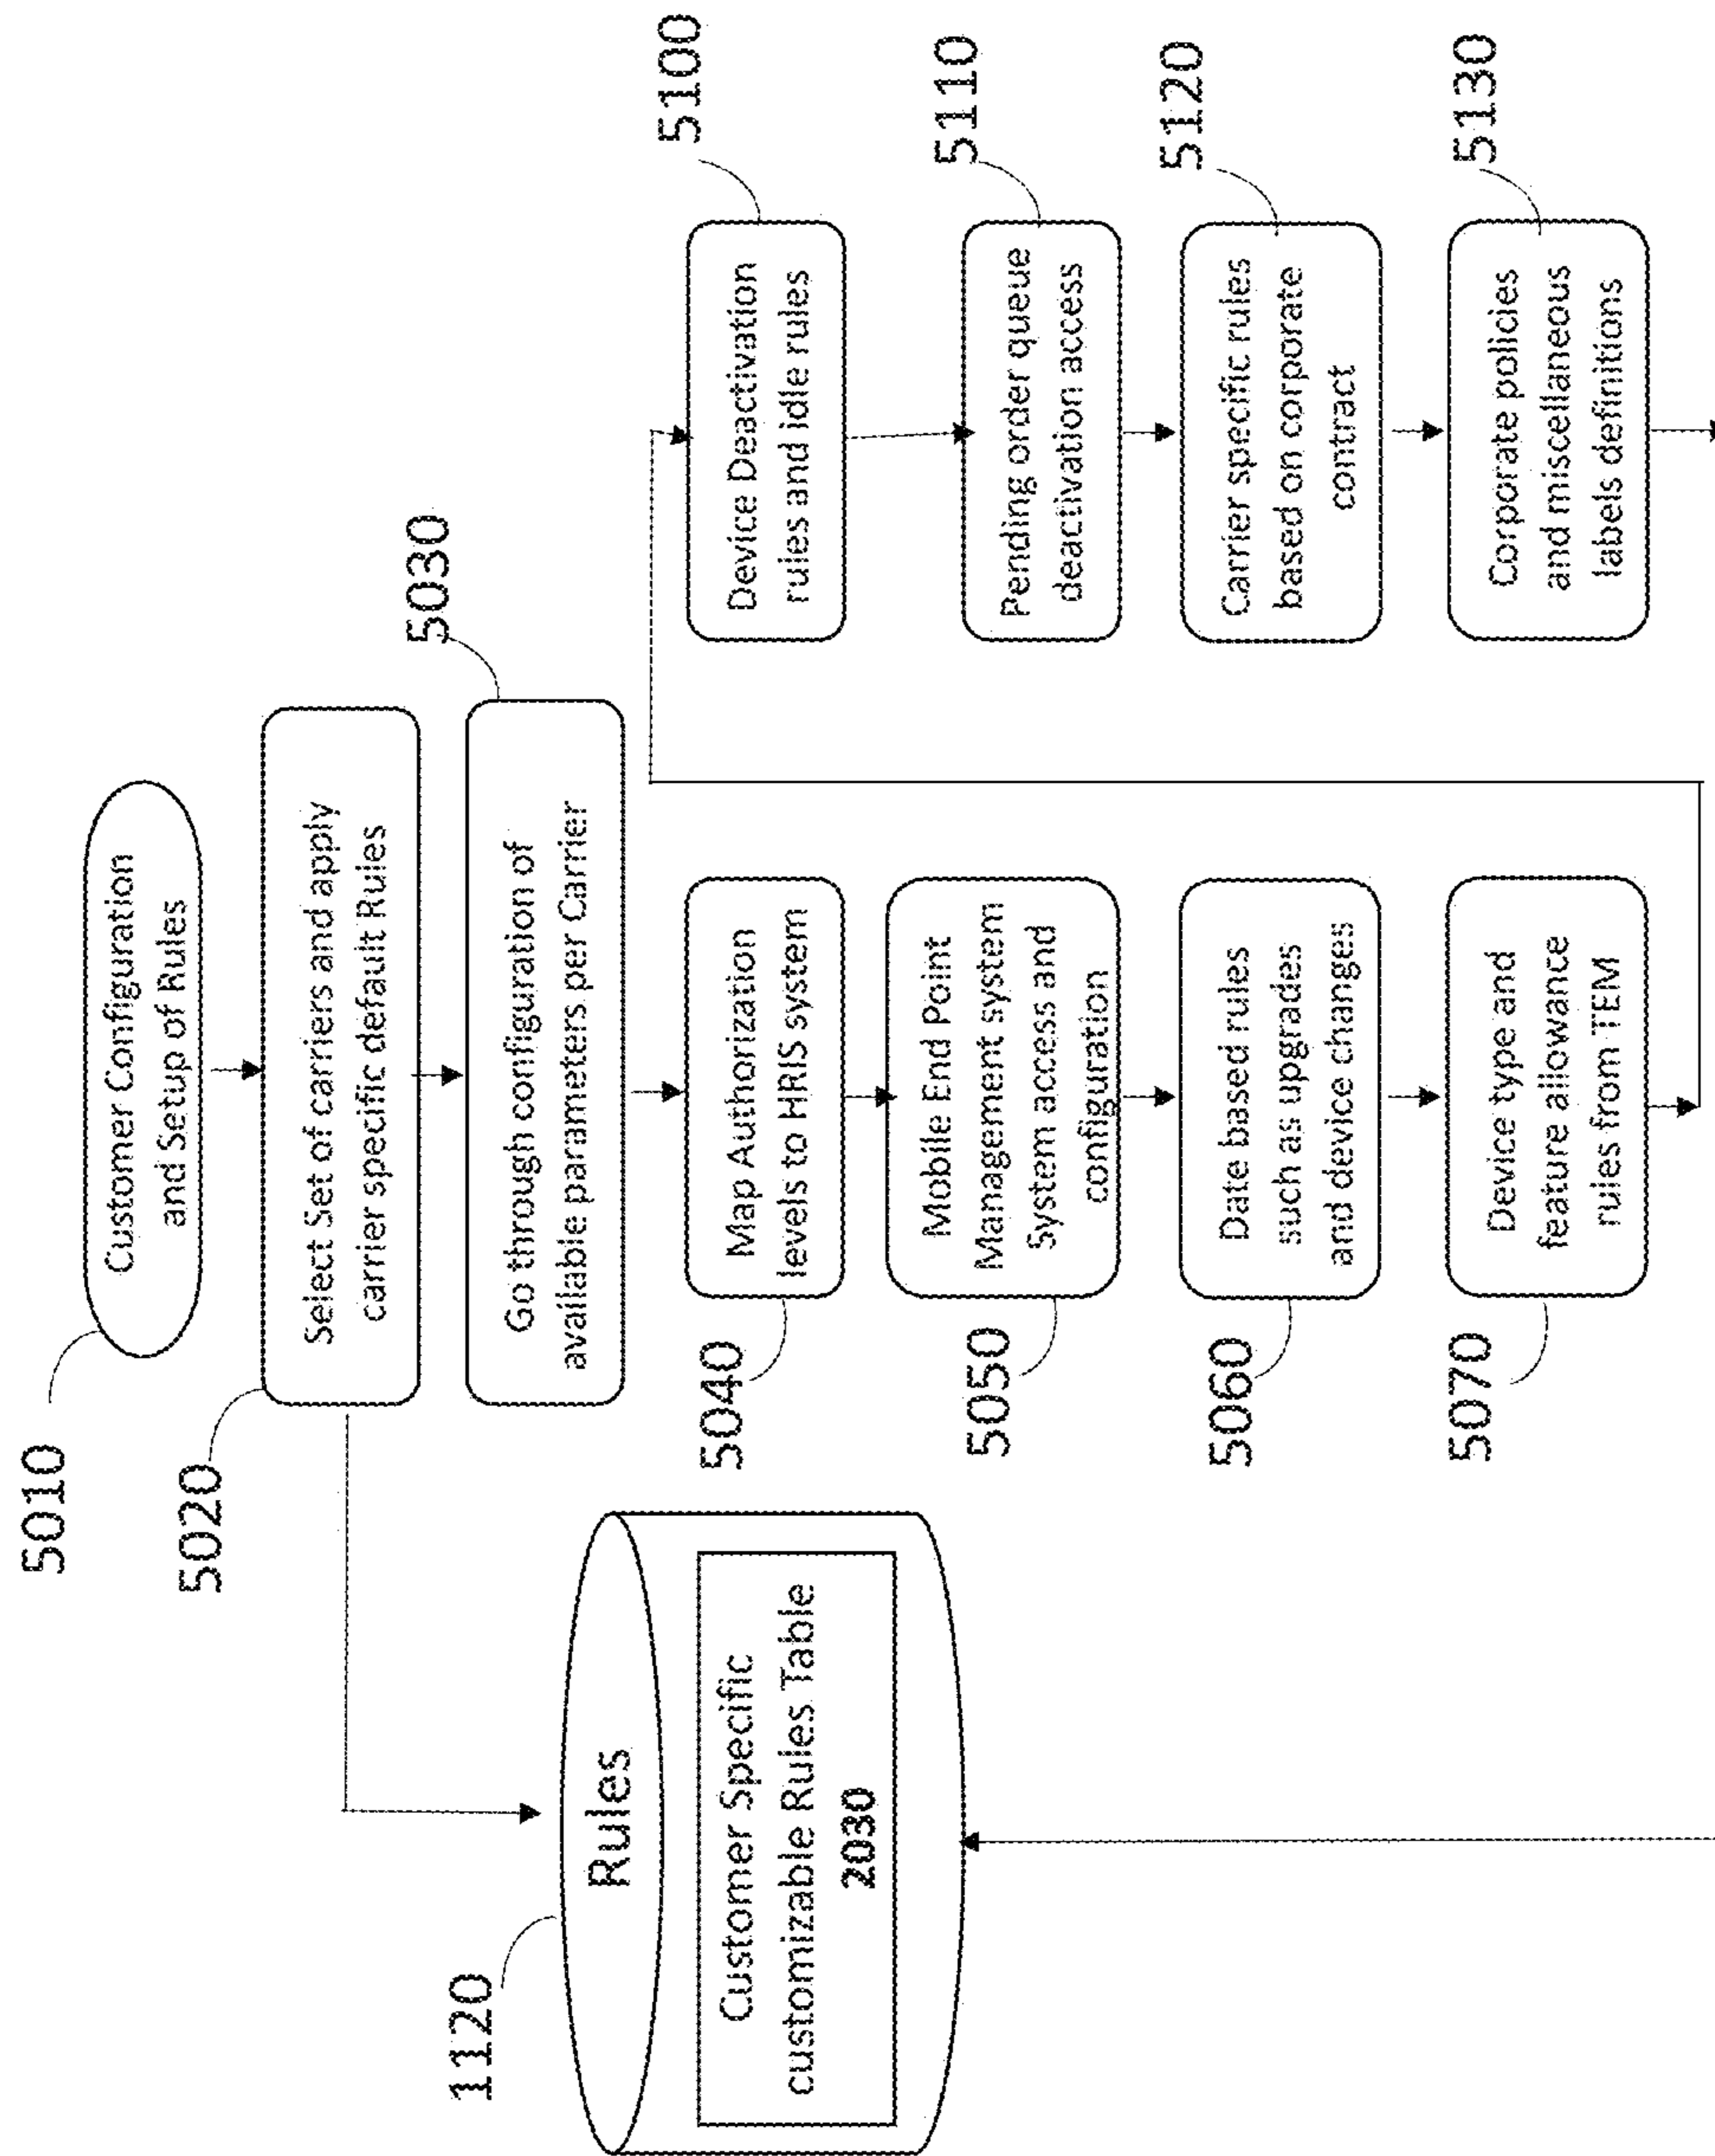 5010
Customer Configuration
and Setup of Rules
5020
Select Set of carriers and apply
carrier specific default Rules
5030
Go through configuration of
available parameters per Carrier
1120
Rules
Customer Specific
customizable Rules Table
2030
5040
Map Authorization
levels to HRIS system
5050
Mobile End Point
Management system
System access and
configuration
5060
Date based rules
such as upgrades
and device changes
5070
Device type and
feature allowance
rules from TEM
5100
Device Deactivation
rules and idle rules
5110
Pending order queue
deactivation access
5120
Carrier specific rules
based on corporate
contract
5130
Corporate policies
and miscellaneous
labels definitions